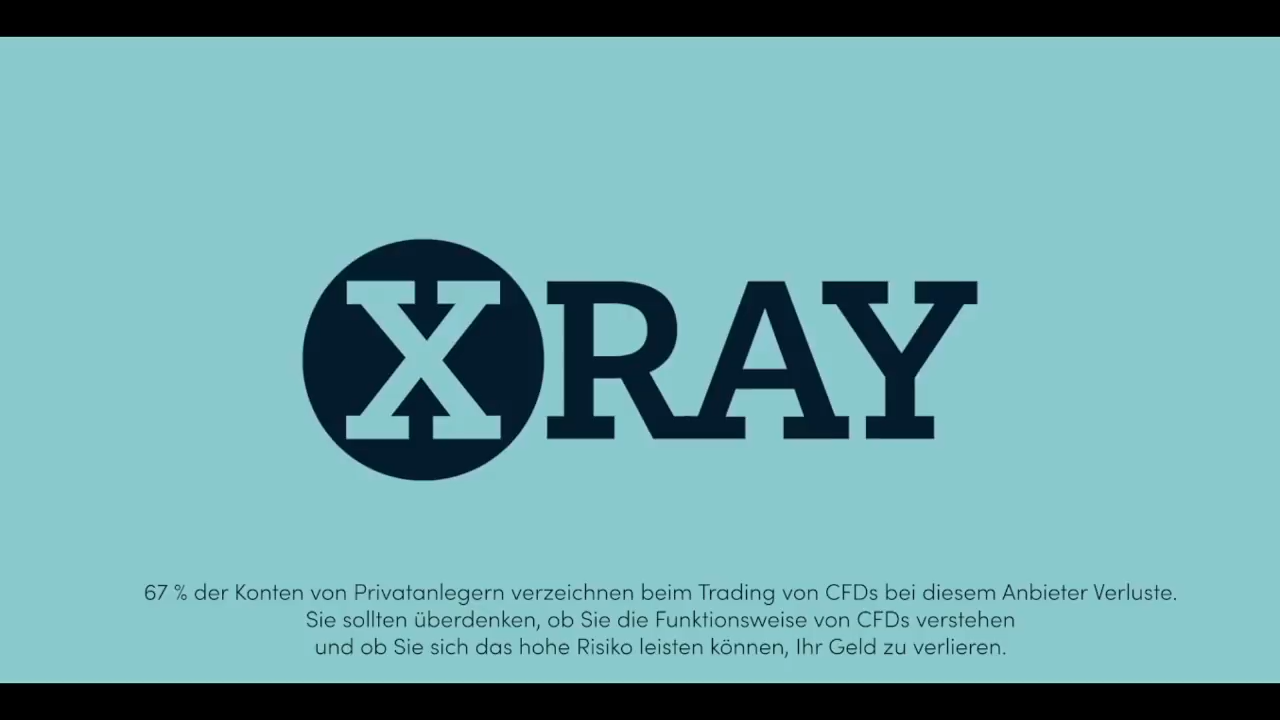 XRAY
67 % der Konten von Privatanlegern verzeichnen beim Trading von CFDs bei diesem Anbieter Verluste.
Sie sollten überdenken, ob Sie die Funktionsweise von CFDs verstehen
und ob Sie sich das hohe Risiko leisten können, Ihr Geld zu verlieren.